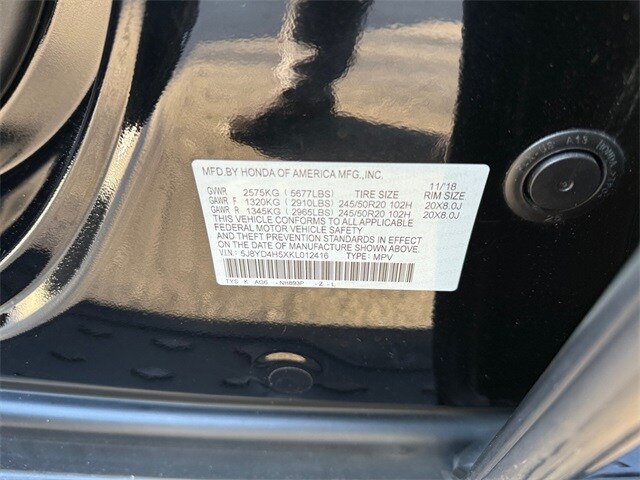 MFD.BY HONDA OF AMERICA MFG.,INC. 11/18
GVWR 2575KG (5677LBS) TIRE SIZE RIM SIZE
GAWR F 1320KG (2910LBS) 245/50R20 102H 20X8.0J
GAWR R 1345KG (2965LBS) 245/50R20 102H 20X8.0J
THIS VEHICLE CONFORMS TO ALL APPLICABLE
FEDERAL MOTOR VEHICLE SAFETY
AND THEFT PREVENTION STANDARDS IN EFFECT
ON THE DATE OF MANUFACTURE SHOWN ABOVE.
V.I.N: 5J8YD4H5XKL012416 TYPE: MPV
TYS K AG6 -NH893P -Z-L